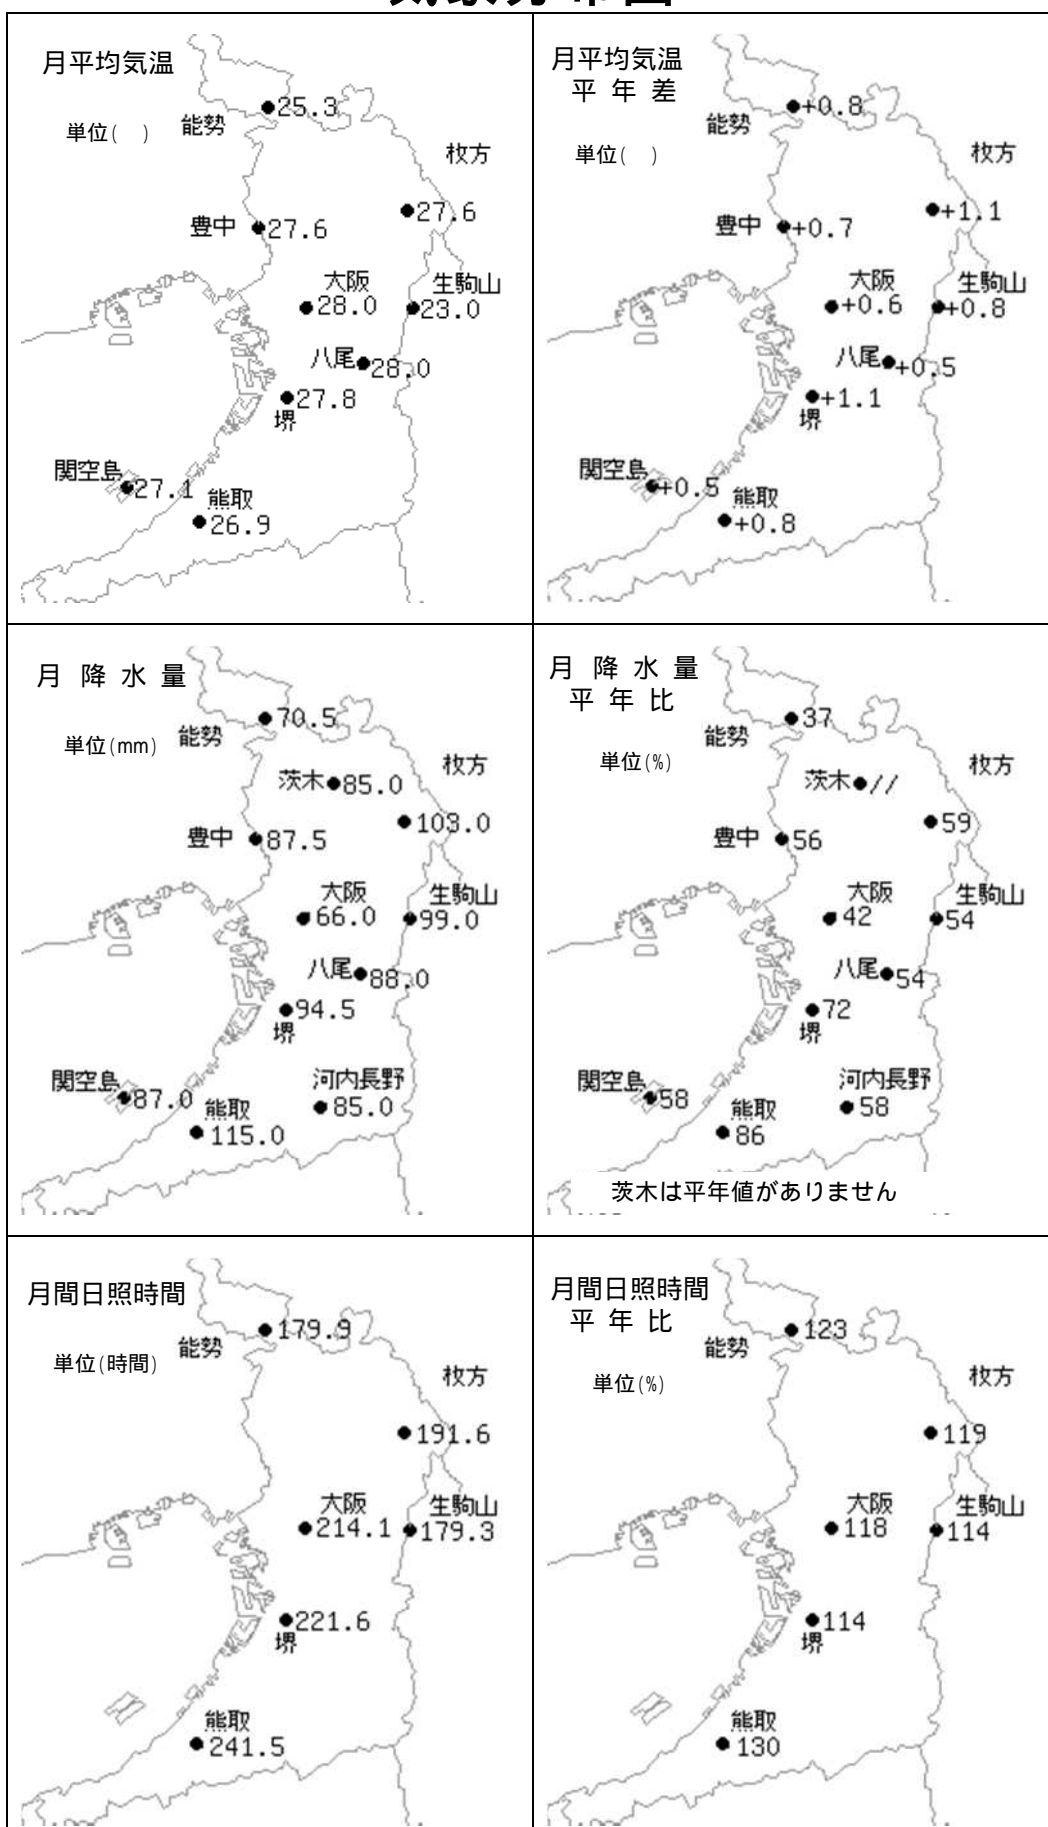 月平均気温
単位( )
能勢
25.3
枚方
27.6
豊中
27.6
大阪
28.0
生駒山
23.0
八尾
28.0
27.8
堺
関空島
27.1
熊取
26.9
月平均気温
平年差
単位( )
能勢
+0.8
枚方
+1.1
豊中
+0.7
大阪
+0.6
生駒山
+0.8
八尾
+0.5
+1.1
堺
関空島
+0.5
熊取
+0.8
月降水量
単位(mm)
能勢
70.5
枚方
茨木 85.0
103.0
豊中
87.5
大阪
66.0
生駒山
99.0
八尾
88.0
94.5
堺
関空島
87.0
河内長野
85.0
熊取
115.0
月降水量
平年比
単位(%)
能勢
37
枚方
茨木 //
59
豊中
56
大阪
42
生駒山
54
八尾
54
72
堺
関空島
58
河内長野
58
熊取
86
茨木は平年値がありません
月間日照時間
単位(時間)
能勢
179.9
枚方
191.6
大阪
214.1
生駒山
179.3
221.6
堺
熊取
241.5
月間日照時間
平年比
単位(%)
能勢
123
枚方
119
大阪
118
生駒山
114
114
堺
熊取
130